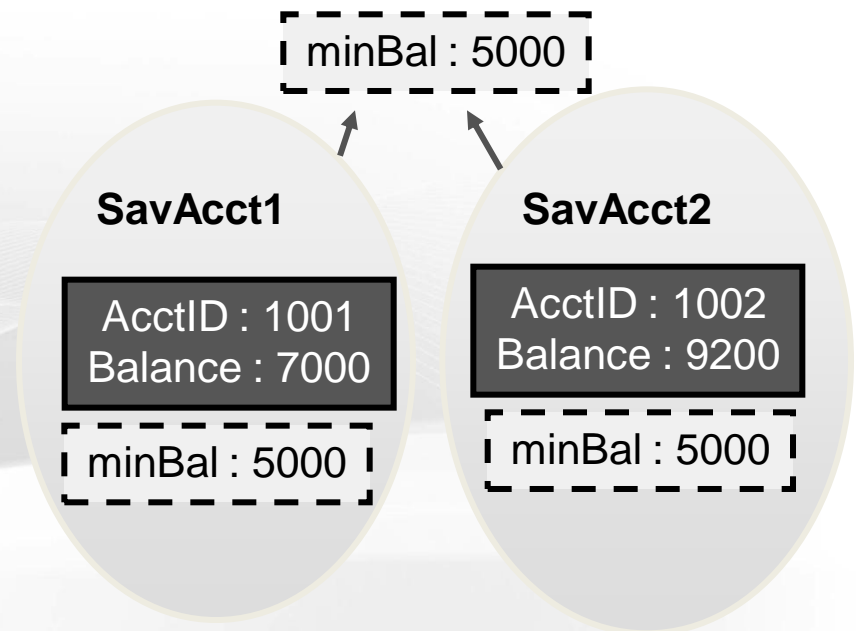 minBal : 5000
SavAcct1
AcctID : 1001
Balance : 7000
minBal : 5000
SavAcct2
AcctID : 1002
Balance : 9200
minBal : 5000